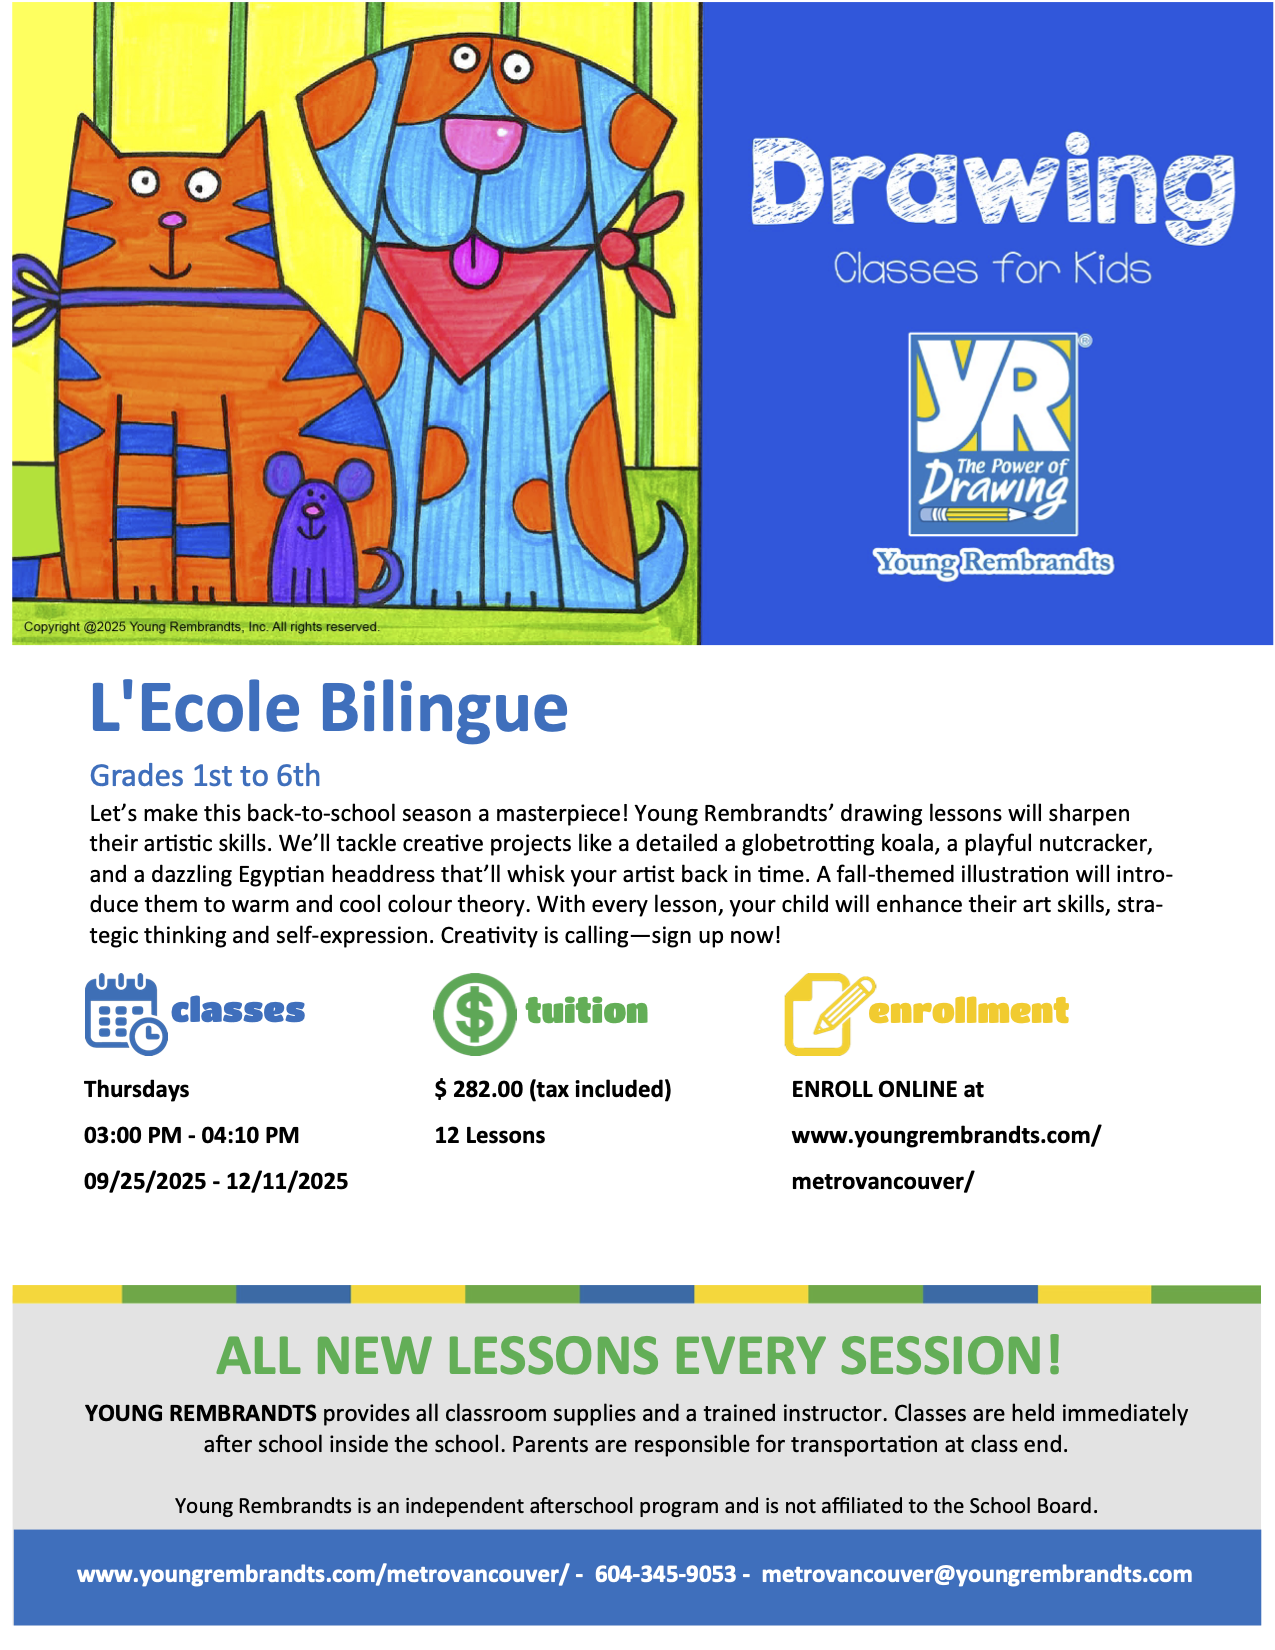 Drawing
Classes for Kids
YR®
The Power of
Drawing
Young Rembrandts
Copyright @2025 Young Rembrandts, Inc. All rights reserved.
L'Ecole Bilingue
Grades 1st to 6th
Let’s make this back-to-school season a masterpiece! Young Rembrandts’ drawing lessons will sharpen
their artistic skills. We’ll tackle creative projects like a detailed a globetrotting koala, a playful nutcracker,
and a dazzling Egyptian headdress that’ll whisk your artist back in time. A fall-themed illustration will intro-
duce them to warm and cool colour theory. With every lesson, your child will enhance their art skills, stra-
tegic thinking and self-expression. Creativity is calling—sign up now!
classes
Thursdays
03:00 PM - 04:10 PM
09/25/2025 - 12/11/2025
$ tuition
$ 282.00 (tax included)
12 Lessons
enrollment
ENROLL ONLINE at
www.youngrembrandts.com/
metrovancouver/
ALL NEW LESSONS EVERY SESSION!
YOUNG REMBRANDTS provides all classroom supplies and a trained instructor. Classes are held immediately
after school inside the school. Parents are responsible for transportation at class end.
Young Rembrandts is an independent afterschool program and is not affiliated to the School Board.
www.youngrembrandts.com/metrovancouver/ - 604-345-9053 - metrovancouver@youngrembrandts.com